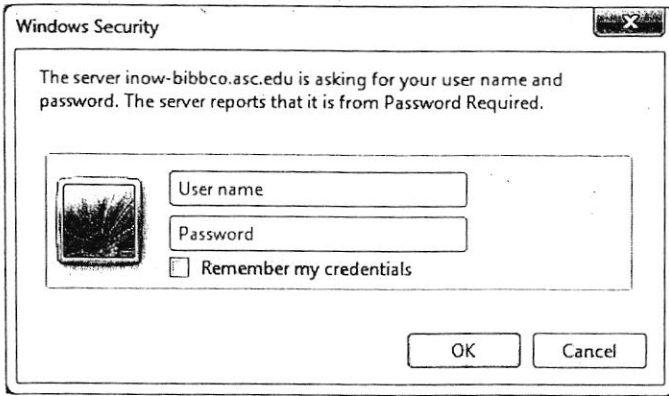 Windows Security
The server inow-bibbco.asc.edu is asking for your user name and
password. The server reports that it is from Password Required.
User name
Password
Remember my credentials
OK
Cancel